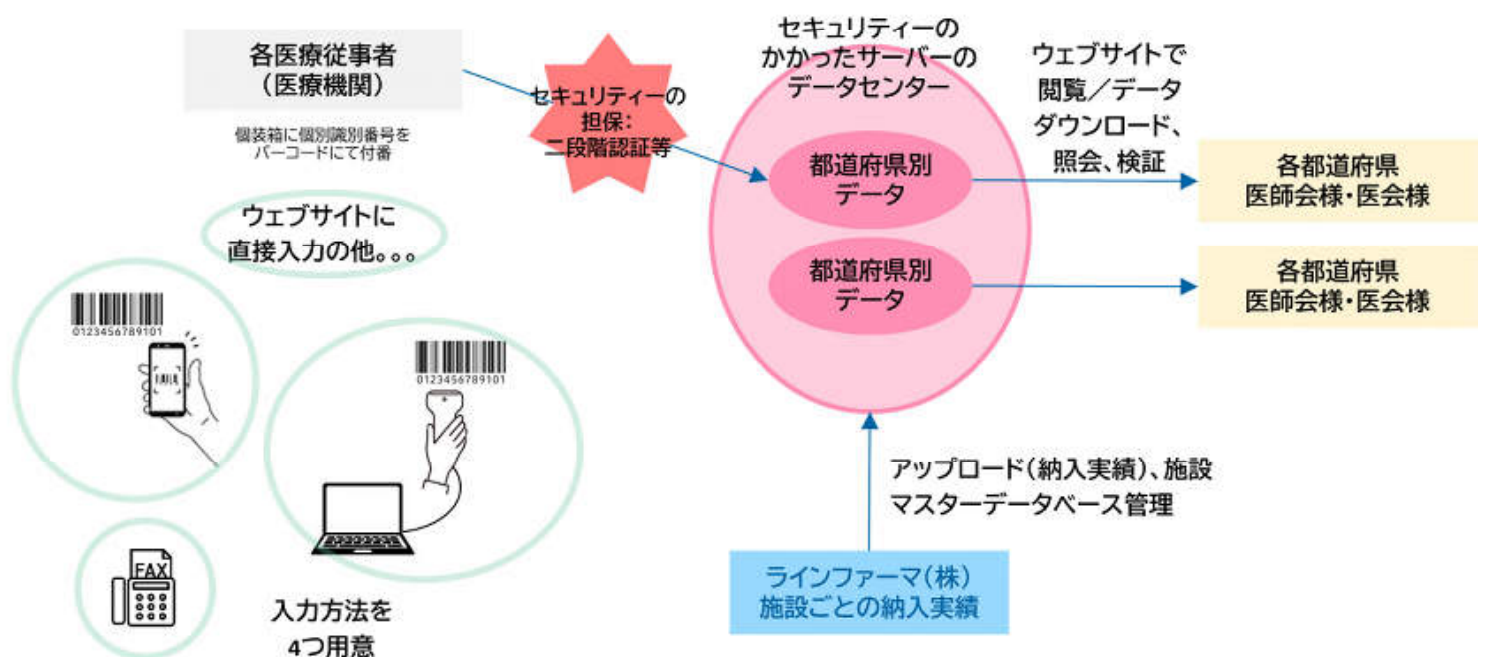 各医療従事者
（医療機関）
個装箱に個別識別番号を
バーコードにて付番
ウェブサイトに
直接入力の他。。。
0123456789101
0123456789101
FAX
入力方法を
4つ用意
セキュリティーの
担保：
二段階認証等
セキュリティーの
かかったサーバーの
データセンター
都道府県別
データ
都道府県別
データ
ウェブサイトで
閲覧／データ
ダウンロード、
照会、検証
各都道府県
医師会様・医会様
各都道府県
医師会様・医会様
アップロード（納入実績）、施設
マスターデータベース管理
ラインファーマ（株）
施設ごとの納入実績